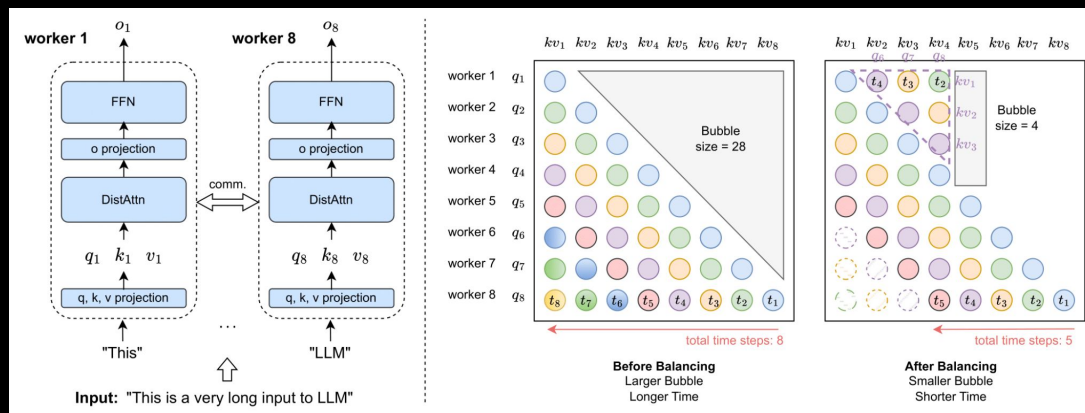 o₁
o₈
worker 1
worker 8
FFN
FFN
o projection
o projection
DistAttn
comm.
DistAttn
q₁ k₁ v₁
q₈ k₈ v₈
q, k, v projection
q, k, v projection
...
"This"
"LLM"
Input: "This is a very long input to LLM"
kv₁ kv₂ kv₃ kv₄ kv₅ kv₆ kv₇ kv₈
worker 1 q₁
worker 2 q₂
worker 3 q₃
worker 4 q₄
worker 5 q₅
worker 6 q₆
worker 7 q₇
worker 8 q₈
Bubble
size = 28
t₈ t₇ t₆ t₅ t₄ t₃ t₂ t₁
total time steps: 8
Before Balancing
Larger Bubble
Longer Time
kv₁ kv₂ kv₃ kv₄ kv₅ kv₆ kv₇ kv₈
q₆ q₇ q₈
t₄ t₃ t₂ kv₁
kv₂
kv₃
Bubble
size = 4
t₅ t₄ t₃ t₂ t₁
total time steps: 5
After Balancing
Smaller Bubble
Shorter Time